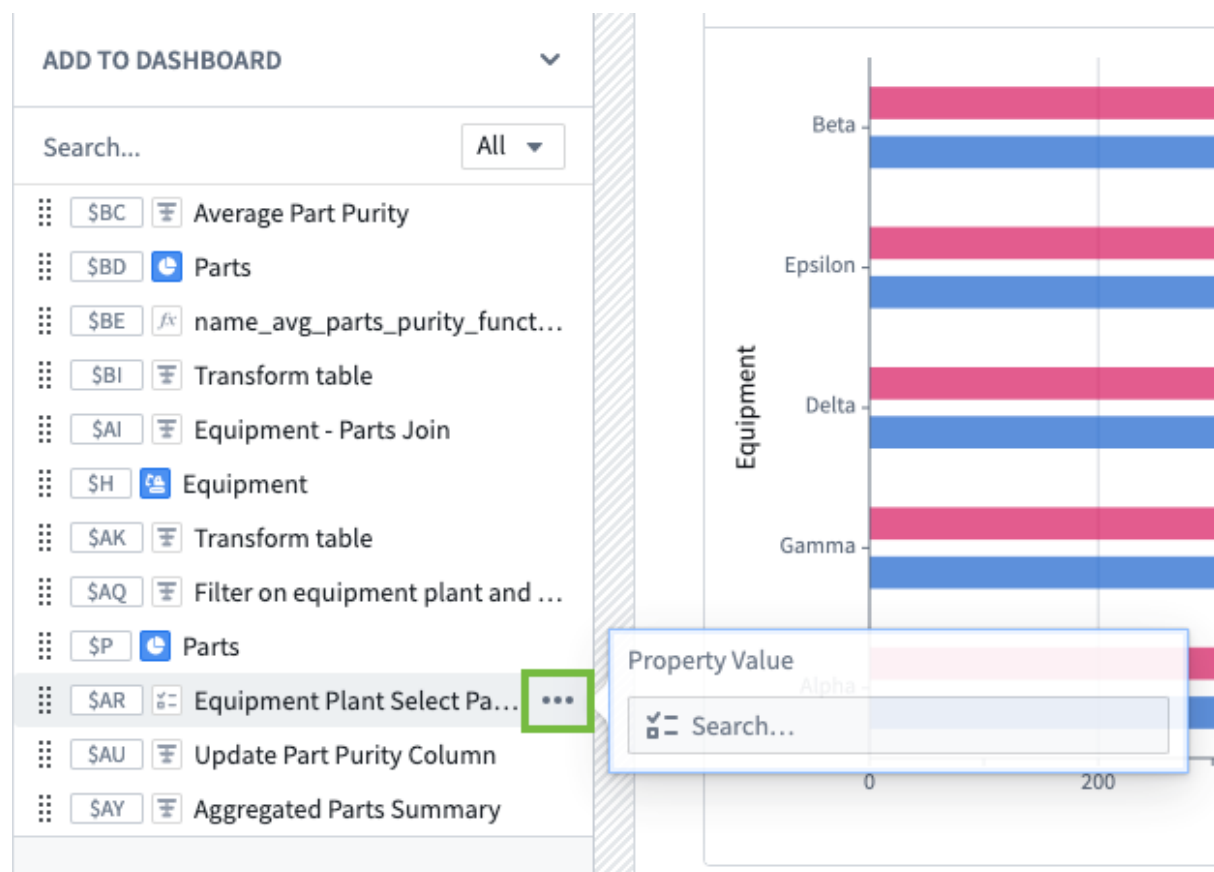 ADD TO DASHBOARD
Search...
All
$BC Average Part Purity
$BD Parts
$BE fx name_avg_parts_purity_funct...
$BI Transform table
$AI Equipment - Parts Join
$H Equipment
$AK Transform table
$AQ Filter on equipment plant and ...
$P Parts
$AR Equipment Plant Select Pa... •••
$AU Update Part Purity Column
$AY Aggregated Parts Summary
Equipment
Beta
Epsilon
Delta
Gamma
Alpha
Property Value
Search...
0 200